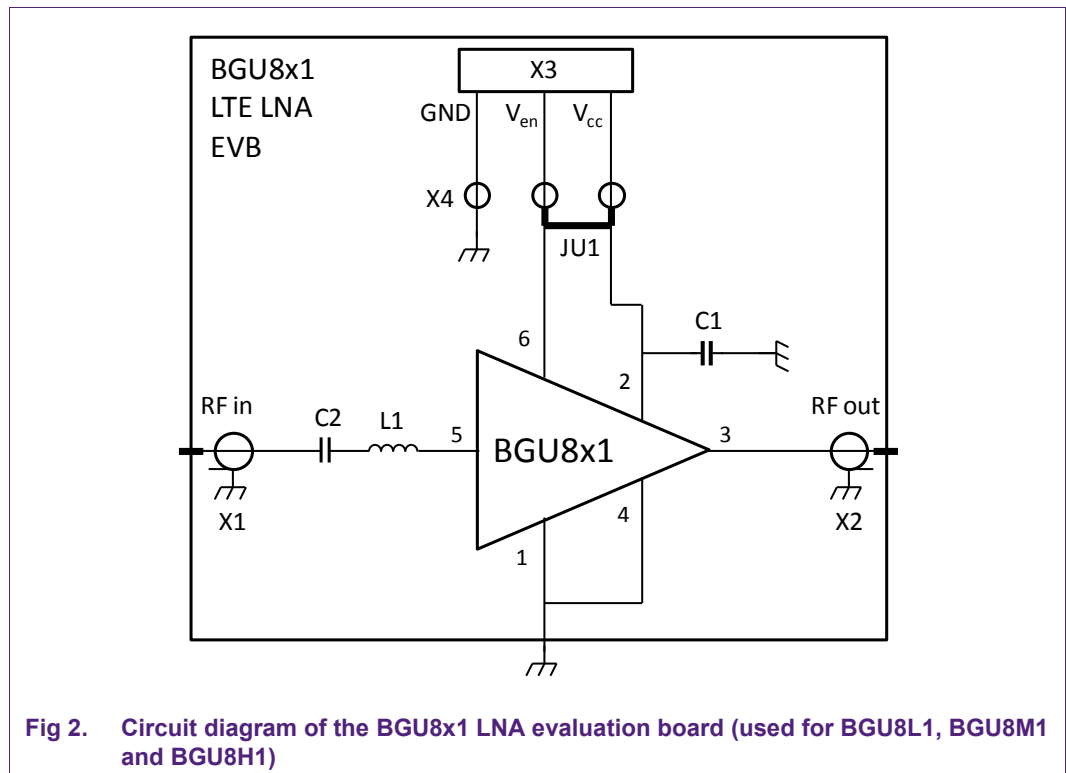 BGU8x1
LTE LNA
EVB
X3
GND
Ven
Vcc
X4
JU1
C1
6
2
RF in
C2
L1
5
BGU8x1
3
RF out
X1
4
X2
1
Fig 2. Circuit diagram of the BGU8x1 LNA evaluation board (used for BGU8L1, BGU8M1
and BGU8H1)